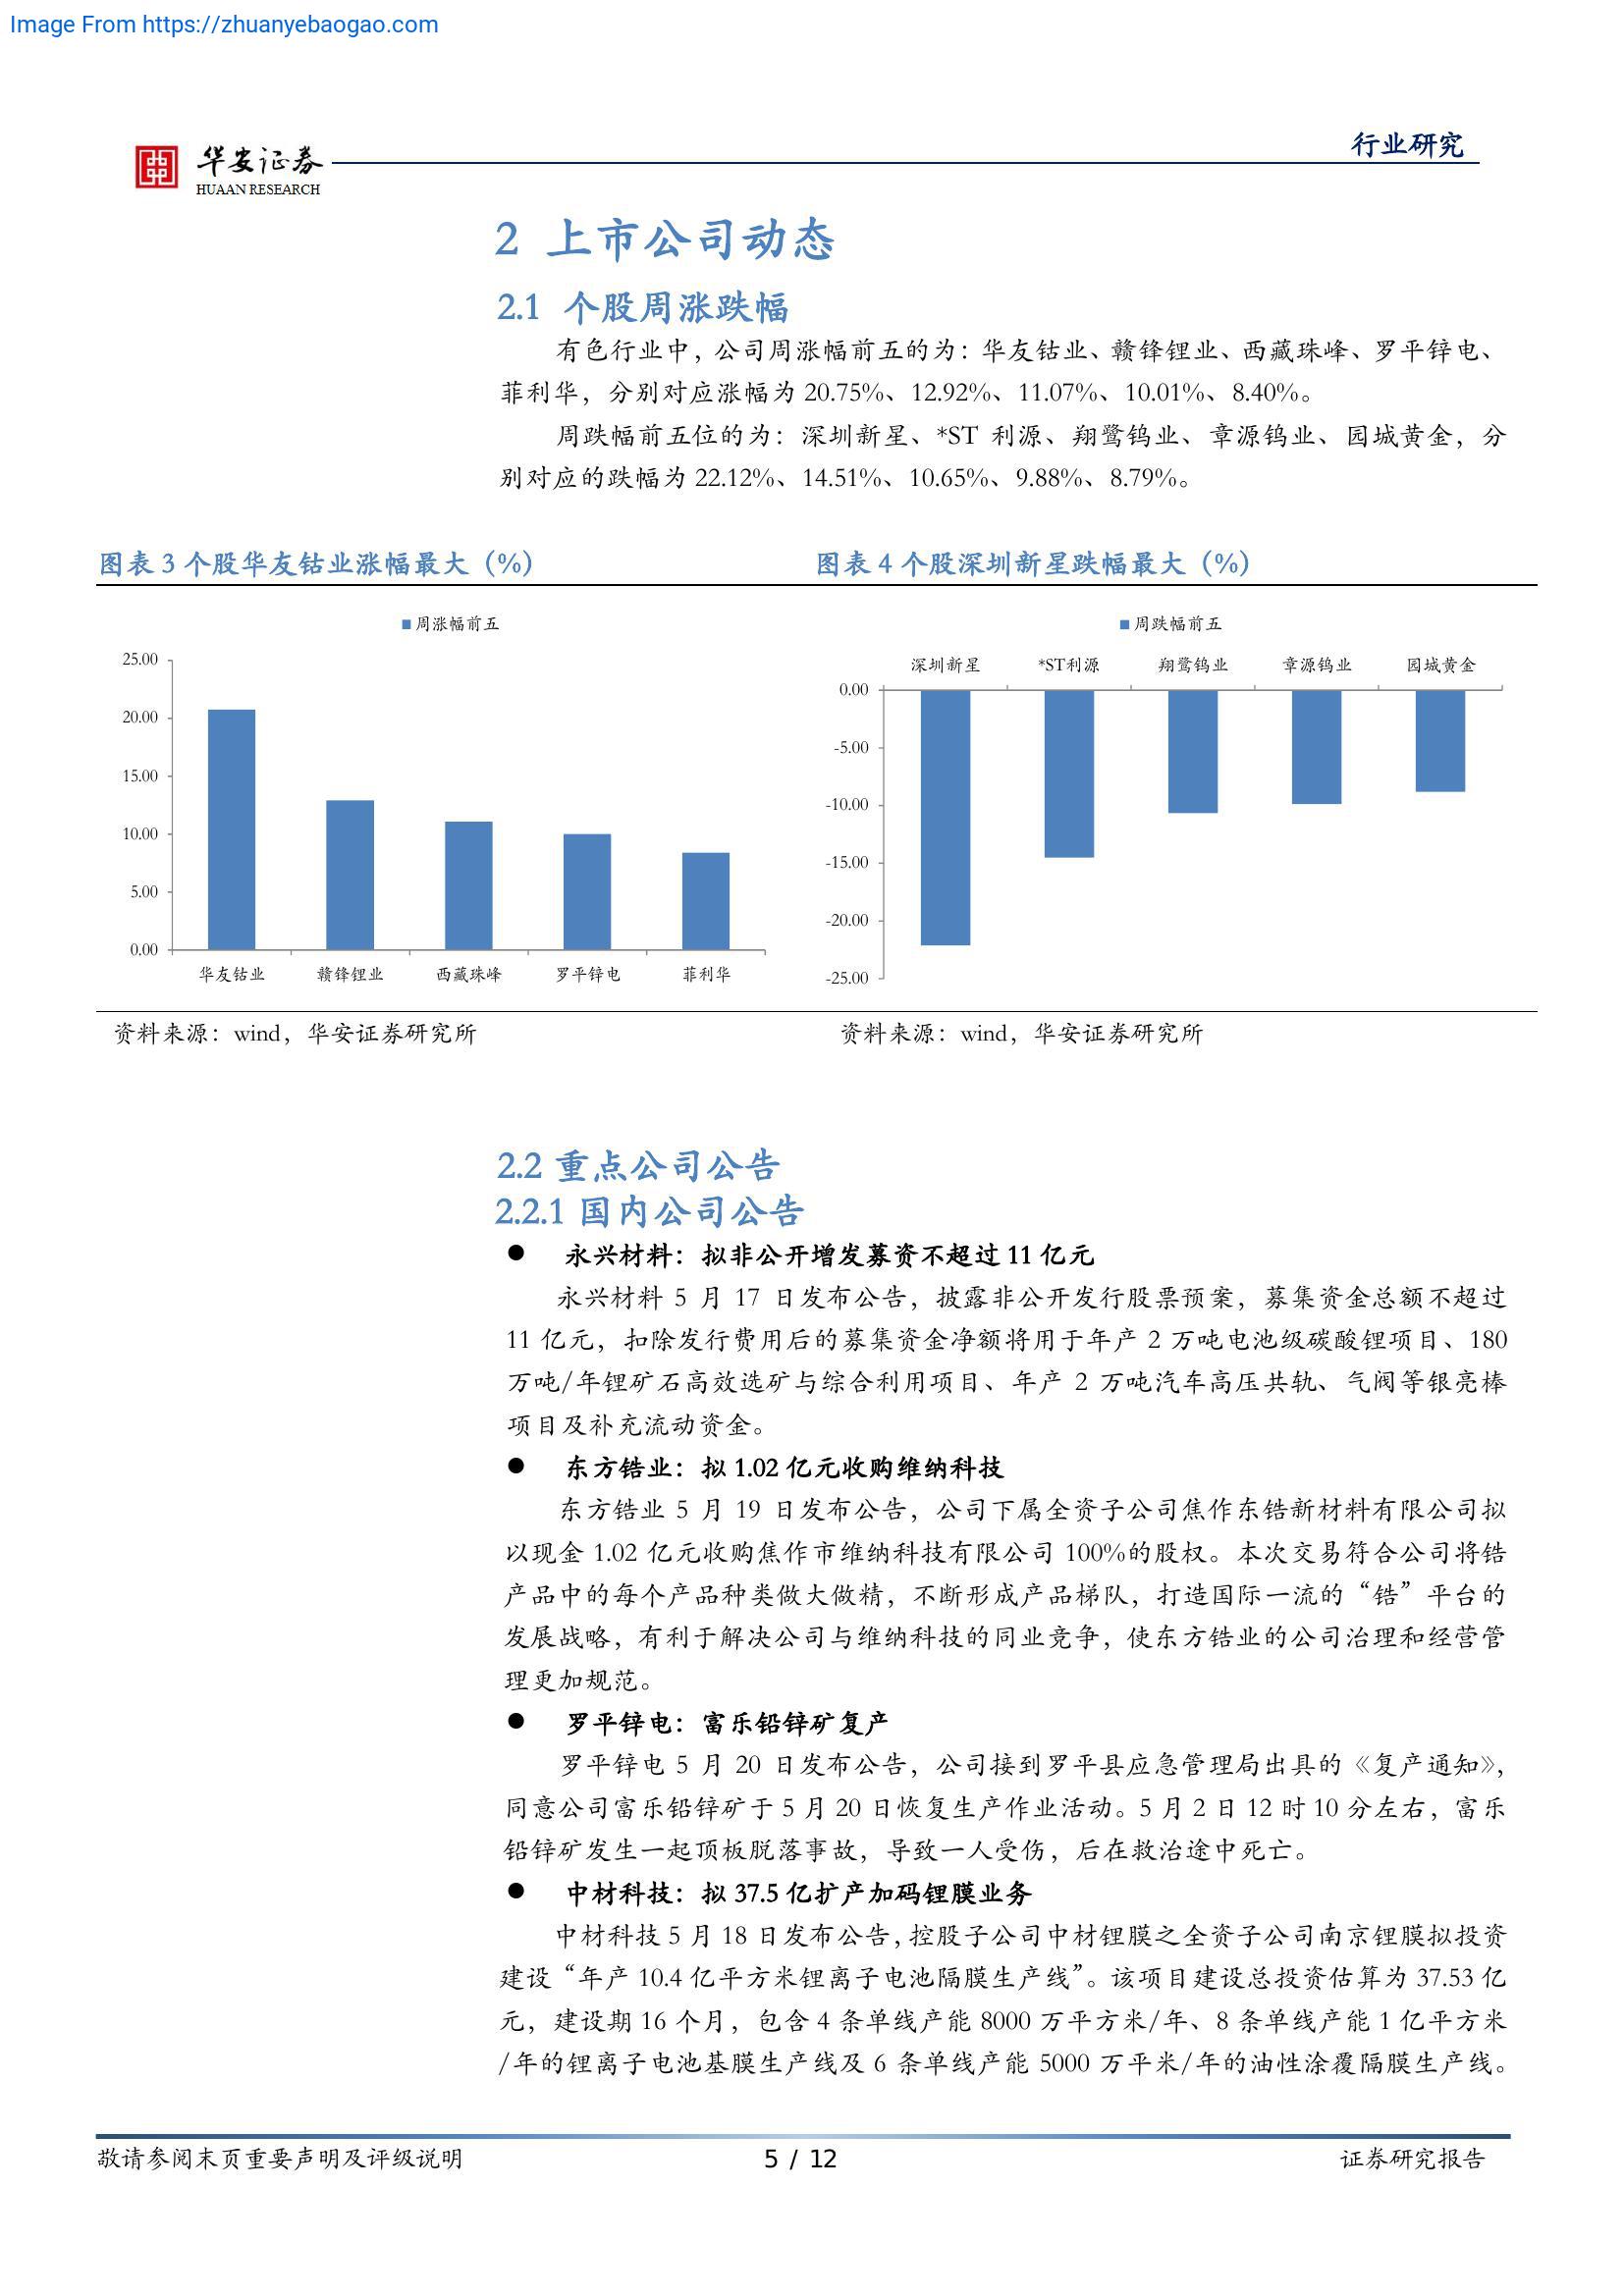 Image From https://zhuanyebaogao.com
华安证券
HUAAN RESEARCH
行业研究
2 上市公司动态
2.1 个股周涨跌幅
有色行业中，公司周涨幅前五的为：华友钴业、赣锋锂业、西藏珠峰、罗平锌电、
菲利华，分别对应涨幅为 20.75%、12.92%、11.07%、10.01%、8.40%。
周跌幅前五位的为：深圳新星、*ST 利源、翔鹭钨业、章源钨业、园城黄金，分
别对应的跌幅为 22.12%、14.51%、10.65%、9.88%、8.79%。
图表 3 个股华友钴业涨幅最大（%）
周涨幅前五
25.00
20.00
15.00
10.00
5.00
0.00
华友钴业 赣锋锂业 西藏珠峰 罗平锌电 菲利华
资料来源：wind，华安证券研究所
图表 4 个股深圳新星跌幅最大（%）
周跌幅前五
深圳新星 *ST利源 翔鹭钨业 章源钨业 园城黄金
0.00
-5.00
-10.00
-15.00
-20.00
-25.00
资料来源：wind，华安证券研究所
2.2 重点公司公告
2.2.1 国内公司公告
● 永兴材料：拟非公开增发募资不超过 11 亿元
永兴材料 5 月 17 日发布公告，披露非公开发行股票预案，募集资金总额不超过
11 亿元，扣除发行费用后的募集资金净额将用于年产 2 万吨电池级碳酸锂项目、180
万吨/年锂矿石高效选矿与综合利用项目、年产 2 万吨汽车高压共轨、气阀等银亮棒
项目及补充流动资金。
● 东方锆业：拟 1.02 亿元收购维纳科技
东方锆业 5 月 19 日发布公告，公司下属全资子公司焦作东锆新材料有限公司拟
以现金 1.02 亿元收购焦作市维纳科技有限公司 100%的股权。本次交易符合公司将锆
产品中的每个产品种类做大做精，不断形成产品梯队，打造国际一流的“锆”平台的
发展战略，有利于解决公司与维纳科技的同业竞争，使东方锆业的公司治理和经营管
理更加规范。
● 罗平锌电：富乐铅锌矿复产
罗平锌电 5 月 20 日发布公告，公司接到罗平县应急管理局出具的《复产通知》，
同意公司富乐铅锌矿于 5 月 20 日恢复生产作业活动。5 月 2 日 12 时 10 分左右，富乐
铅锌矿发生一起顶板脱落事故，导致一人受伤，后在救治途中死亡。
● 中材科技：拟 37.5 亿扩产加码锂膜业务
中材科技 5 月 18 日发布公告，控股子公司中材锂膜之全资子公司南京锂膜拟投资
建设“年产 10.4 亿平方米锂离子电池隔膜生产线”。该项目建设总投资估算为 37.53 亿
元，建设期 16 个月，包含 4 条单线产能 8000 万平方米/年、8 条单线产能 1 亿平方米
/年的锂离子电池基膜生产线及 6 条单线产能 5000 万平米/年的油性涂覆隔膜生产线。
敬请参阅末页重要声明及评级说明
5 / 12
证券研究报告